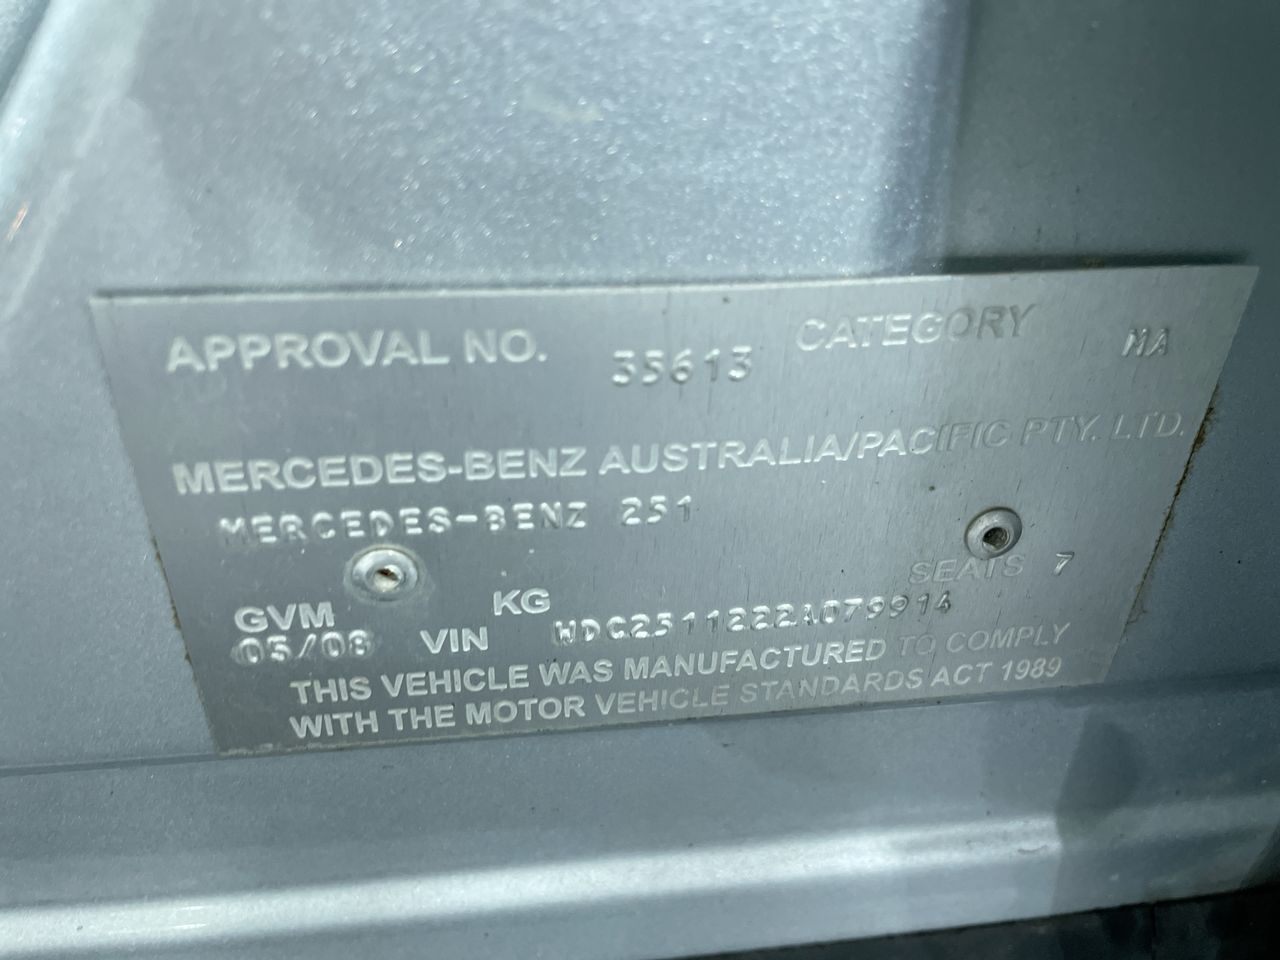 APPROVAL NO. 35613 CATEGORY MA
MERCEDES-BENZ AUSTRALIA/PACIFIC PTY. LTD.
MERCEDES-BENZ 251
SEATS 7
GVM KG
05/08 VIN WDC2511222A079914
THIS VEHICLE WAS MANUFACTURED TO COMPLY
WITH THE MOTOR VEHICLE STANDARDS ACT 1989